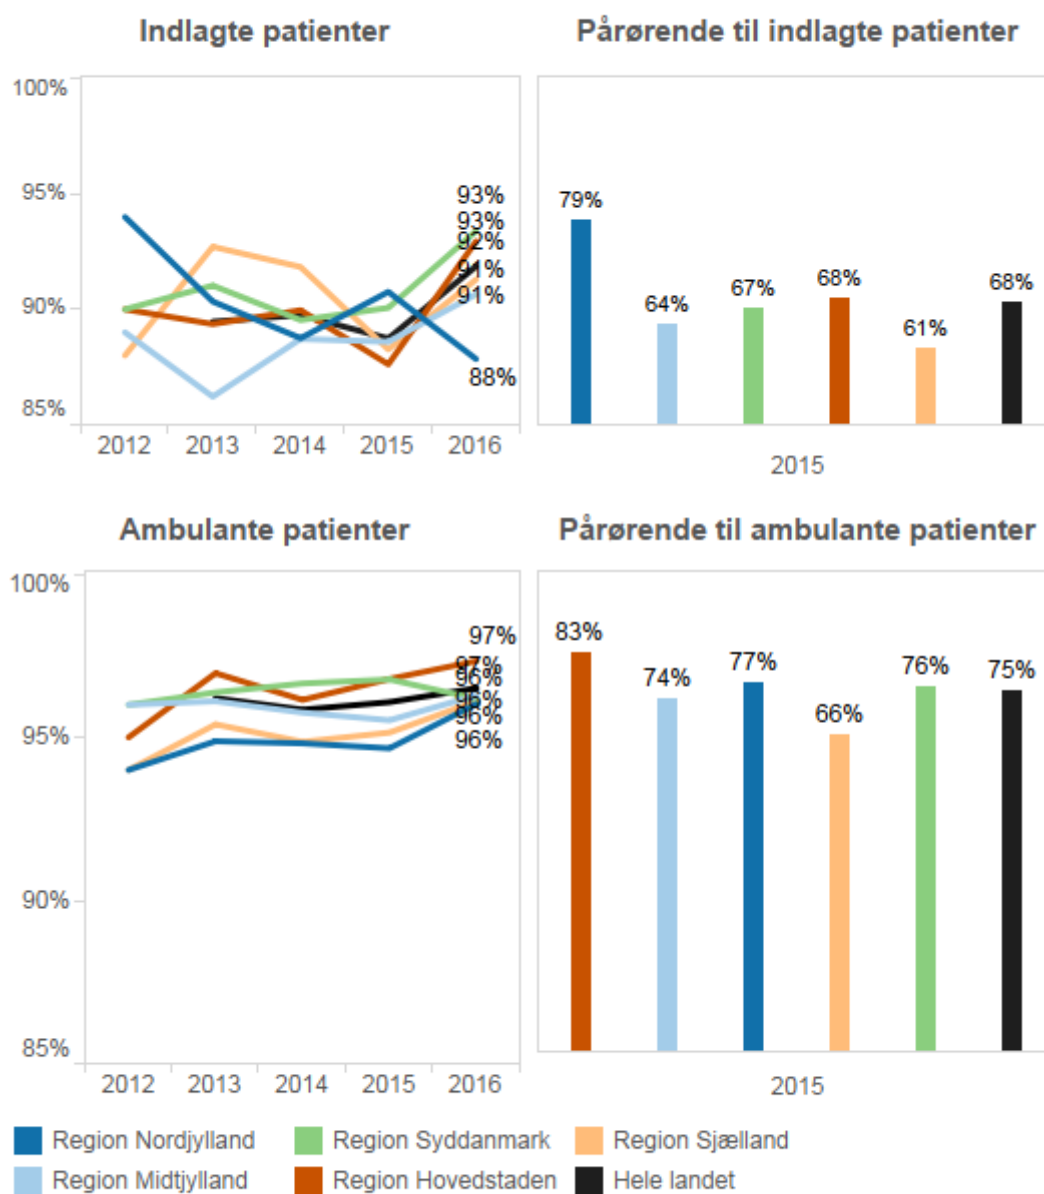 Indlagte patienter
Pårørende til indlagte patienter
100%
95%
90%
85%
93%
93%
92%
91%
91%
88%
2012 2013 2014 2015 2016
79%
64%
67%
68%
61%
68%
2015
Ambulante patienter
Pårørende til ambulante patienter
100%
95%
90%
85%
97%
97%
96%
96%
96%
96%
2012 2013 2014 2015 2016
83%
74%
77%
66%
76%
75%
2015
Region Nordjylland
Region Syddanmark
Region Sjælland
Region Midtjylland
Region Hovedstaden
Hele landet